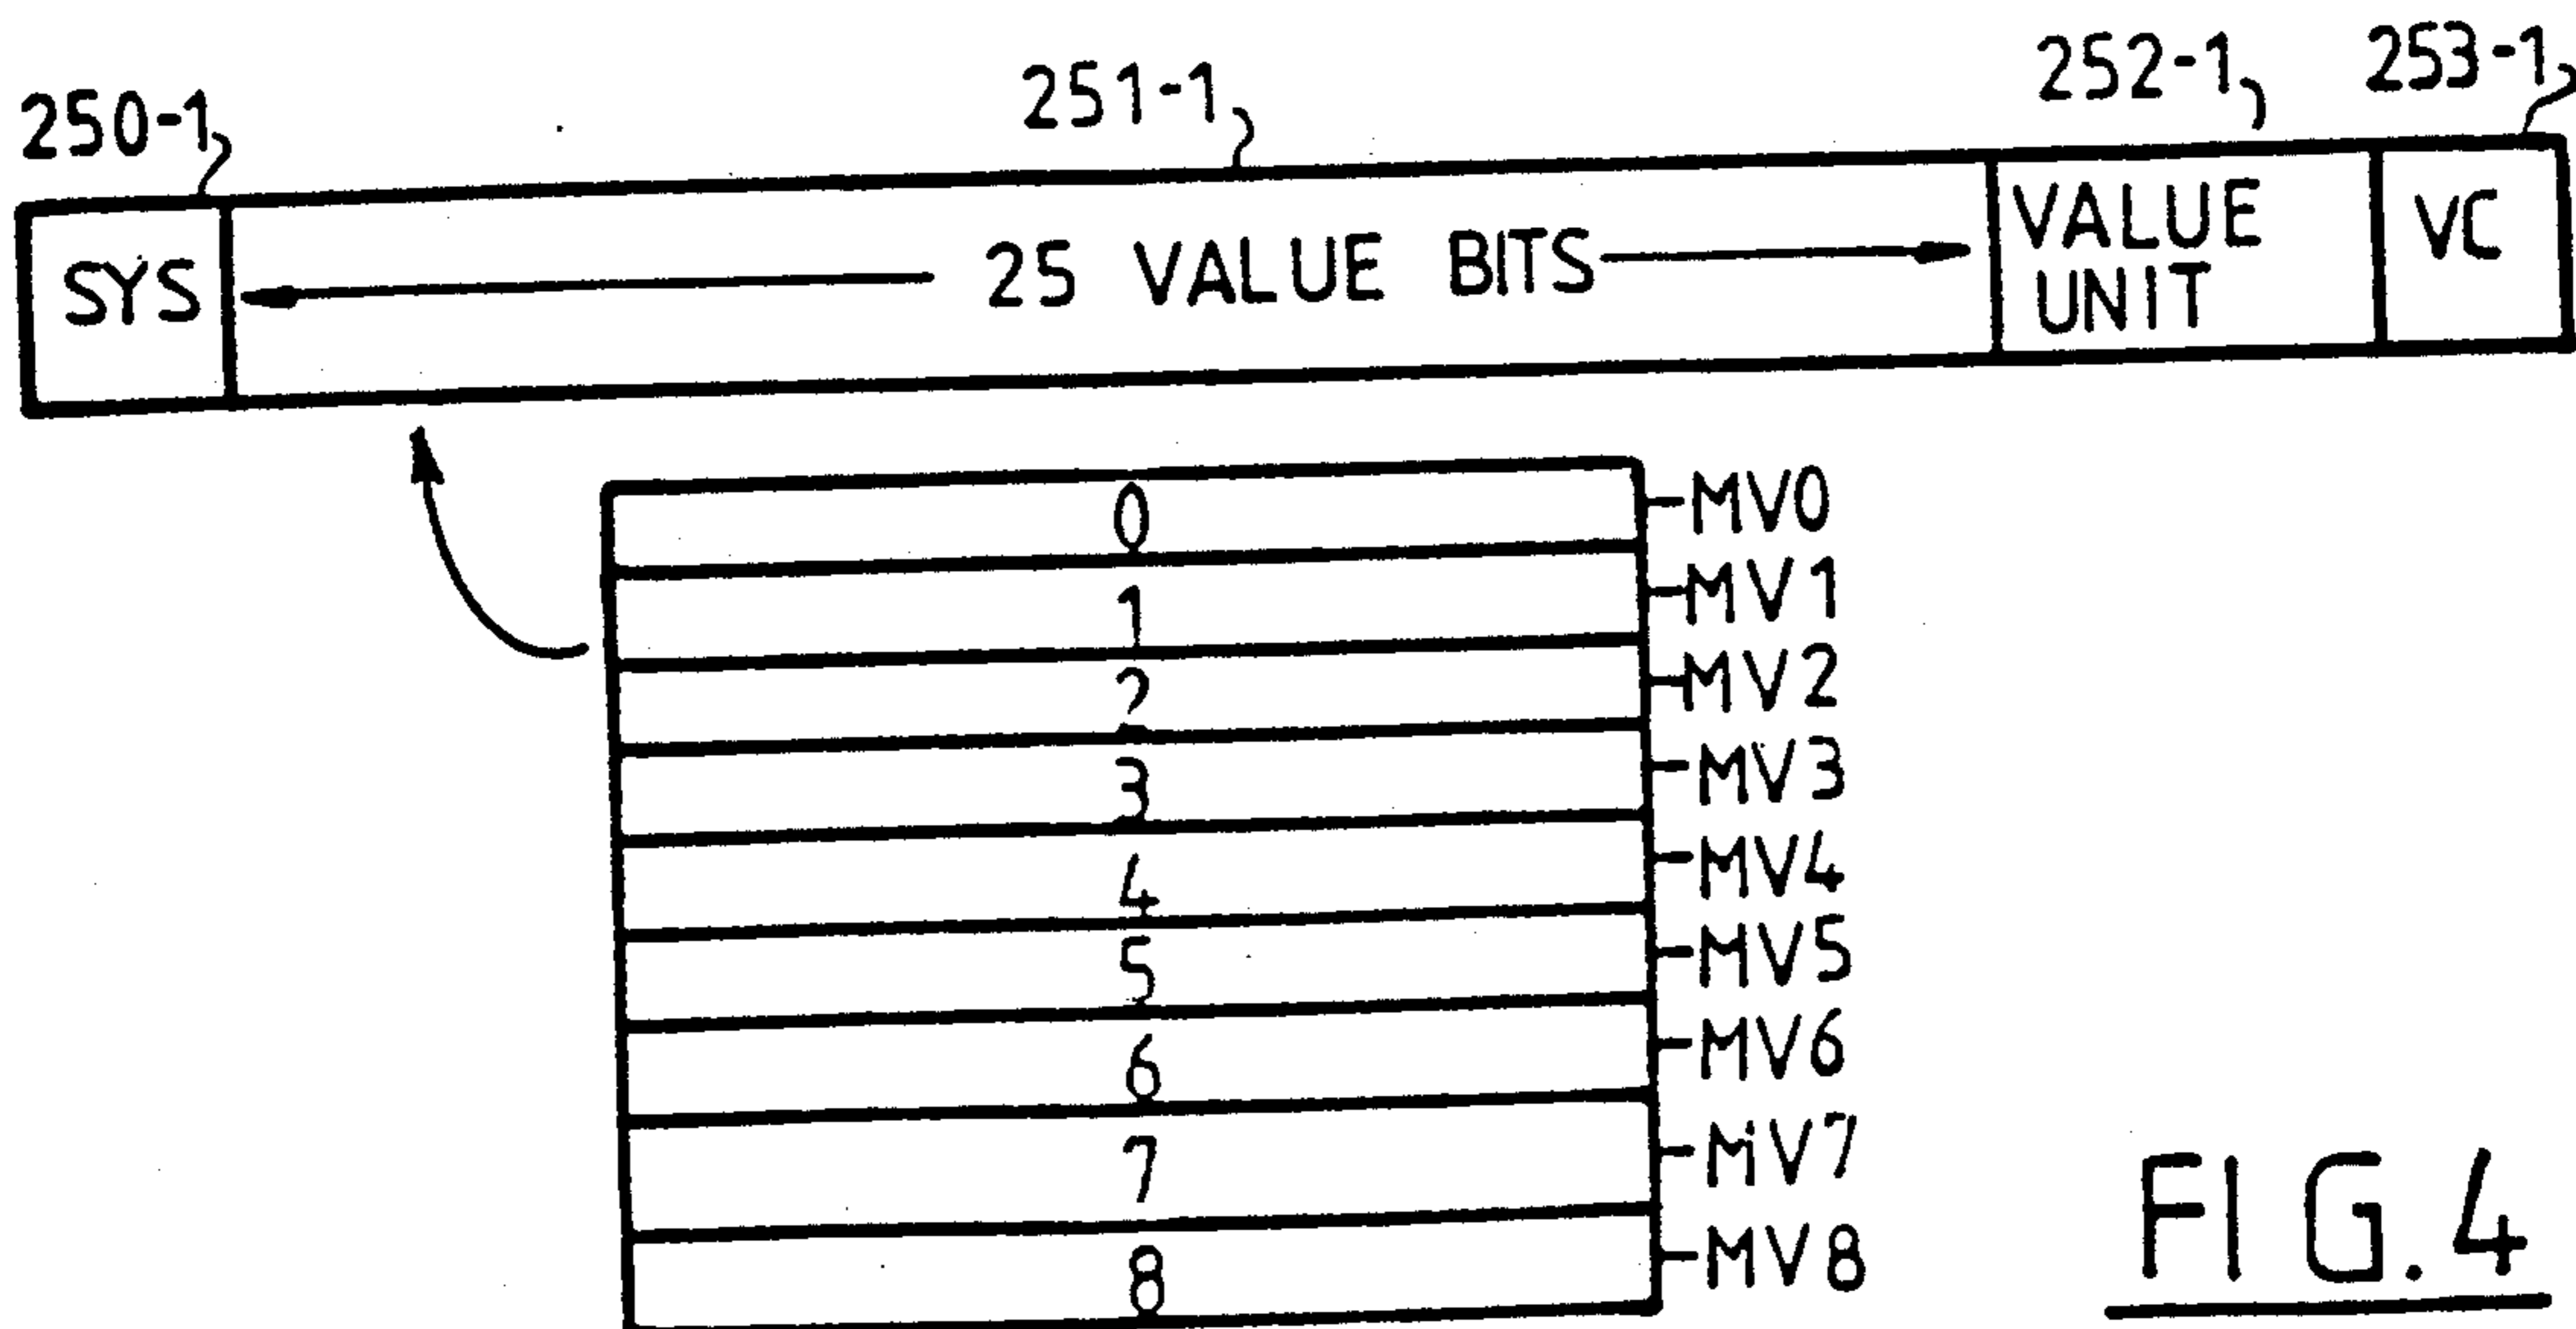 250-1 251-1 252-1 253-1
SYS 25 VALUE BITS VALUE UNIT VC
0 MV0
1 MV1
2 MV2
3 MV3
4 MV4
5 MV5
6 MV6
7 MV7
8 MV8
FIG.4